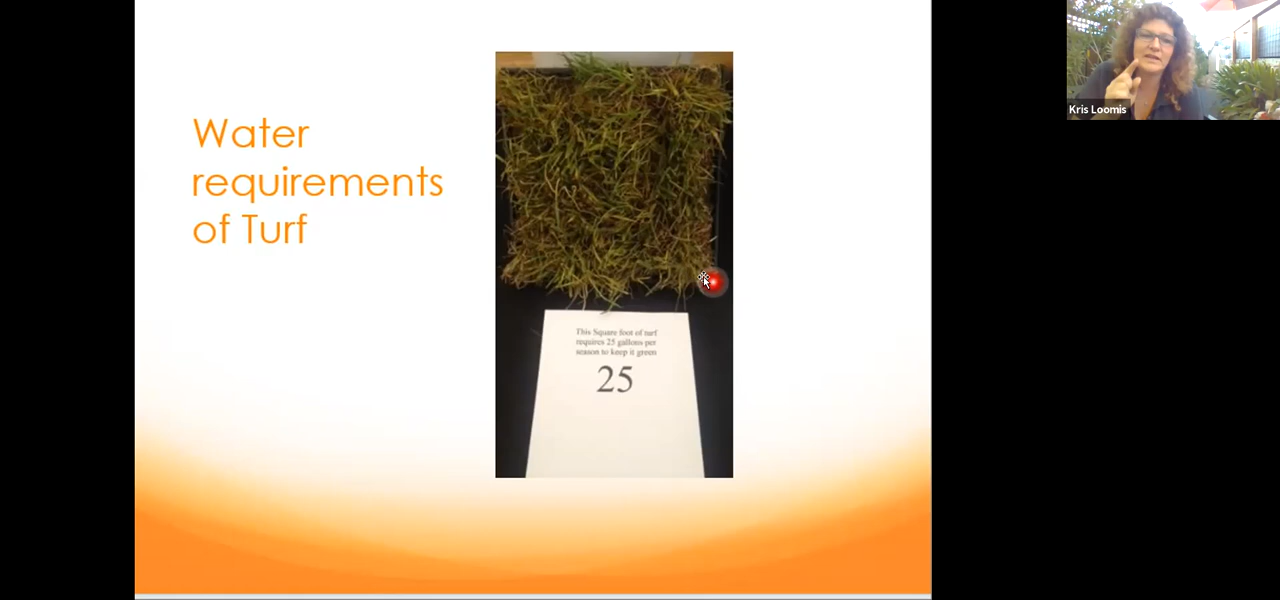 Water
requirements
of Turf
This Square foot of turf
requires 25 gallons per
season to keep it green
25
Kris Loomis